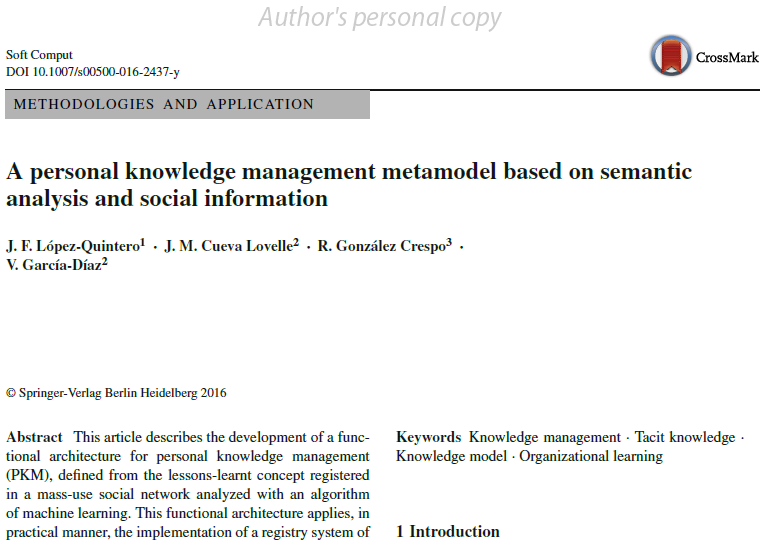 Author's personal copy
Soft Comput
DOI 10.1007/s00500-016-2437-y
CrossMark
METHODOLOGIES AND APPLICATION
A personal knowledge management metamodel based on semantic
analysis and social information
J. F. López-Quintero1 · J. M. Cueva Lovelle2 · R. González Crespo3 ·
V. García-Díaz2
© Springer-Verlag Berlin Heidelberg 2016
Abstract This article describes the development of a func-
tional architecture for personal knowledge management
(PKM), defined from the lessons-learnt concept registered
in a mass-use social network analyzed with an algorithm
of machine learning. This functional architecture applies, in
practical manner, the implementation of a registry system of
Keywords Knowledge management · Tacit knowledge ·
Knowledge model · Organizational learning
1 Introduction